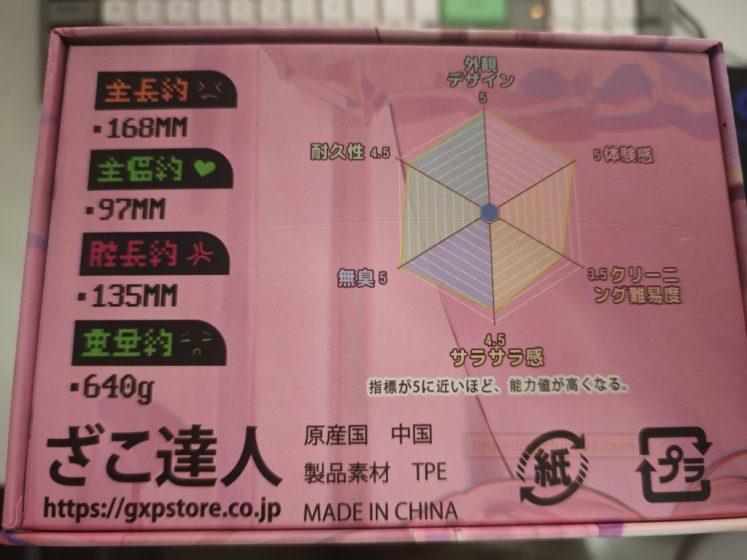 全長約
168MM
全幅約
97MM
胜長約
135MM
重量約
640g
外観
デザイン
5
耐久性 4.5
5 体験感
無臭 5
3.5 クリーニ
ング難易度
4.5
サラサラ感
指標が5に近いほど、能力値が高くなる。
ざこ達人
https://gxpstore.co.jp
原産国 中国
製品素材 TPE
MADE IN CHINA
紙
プラ